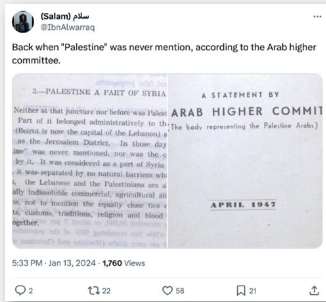 (Salam) سلام
@IbnAlwarraq
Back when "Palestine" was never mention, according to the Arab higher
committee.
3.—PALESTINE A PART OF SYRIA
Neither at that juncture nor before was Palest
Part of it belonged administratively to th
(Beirut is now the capital of the Lebanon) a
as the Jerusalem District. In those day
ine" was never mentioned, nor was the c
by it. It was considered as a part of Syria
, it was separated by no natural barriers wh
, the Lebanese and the Palestinians are a
ally indissoluble commercial, agricultural an
ts, not to mention the equally close ties o
ts, customs, traditions, religion and blood
ogether.
A STATEMENT BY
ARAB HIGHER COMMIT
(The body representing the Palestine Arabs)
APRIL 1947
5:33 PM · Jan 13, 2024 · 1,760 Views
2 22 58 21